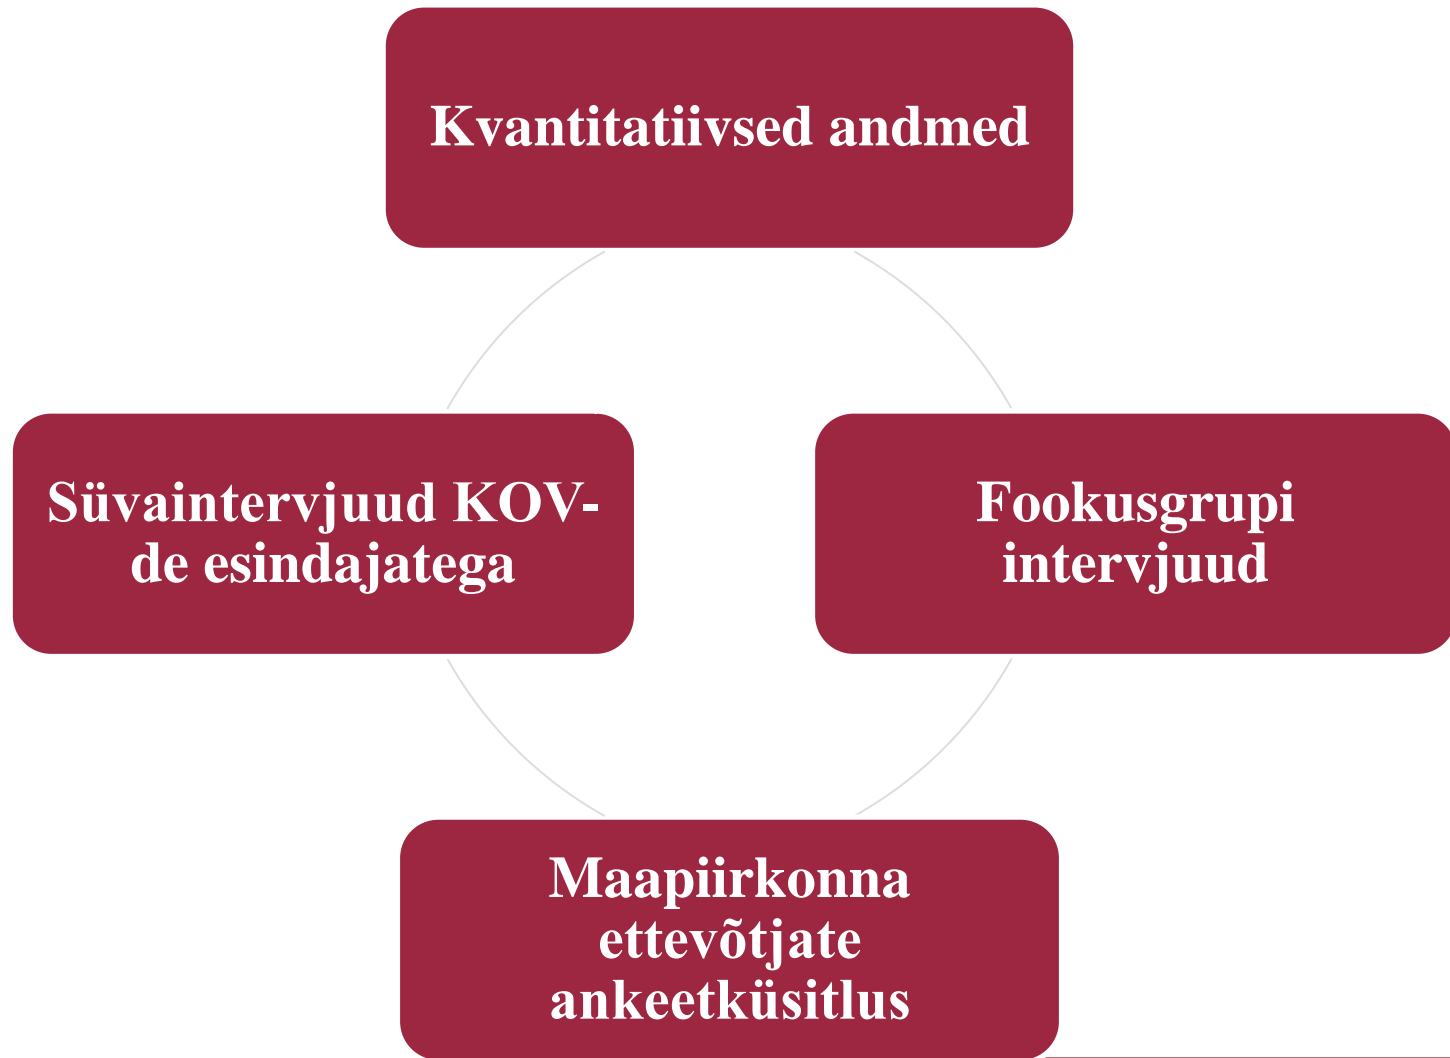 Kvantitatiivsed andmed
Süvaintervjuud KOV-
de esindajatega
Fookusgrupi
intervjuud
Maapiirkonna
ettevõtjate
ankeetküsitlus